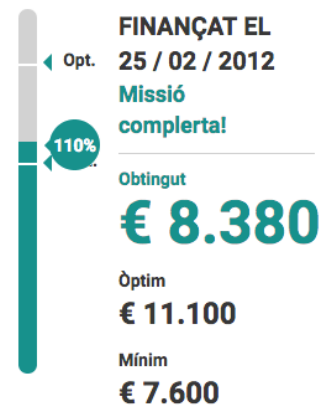 FINANÇAT EL
Opt.
25 / 02 / 2012
Missió
complerta!
110%
Obtingut
€ 8.380
Òptim
€ 11.100
Mínim
€ 7.600